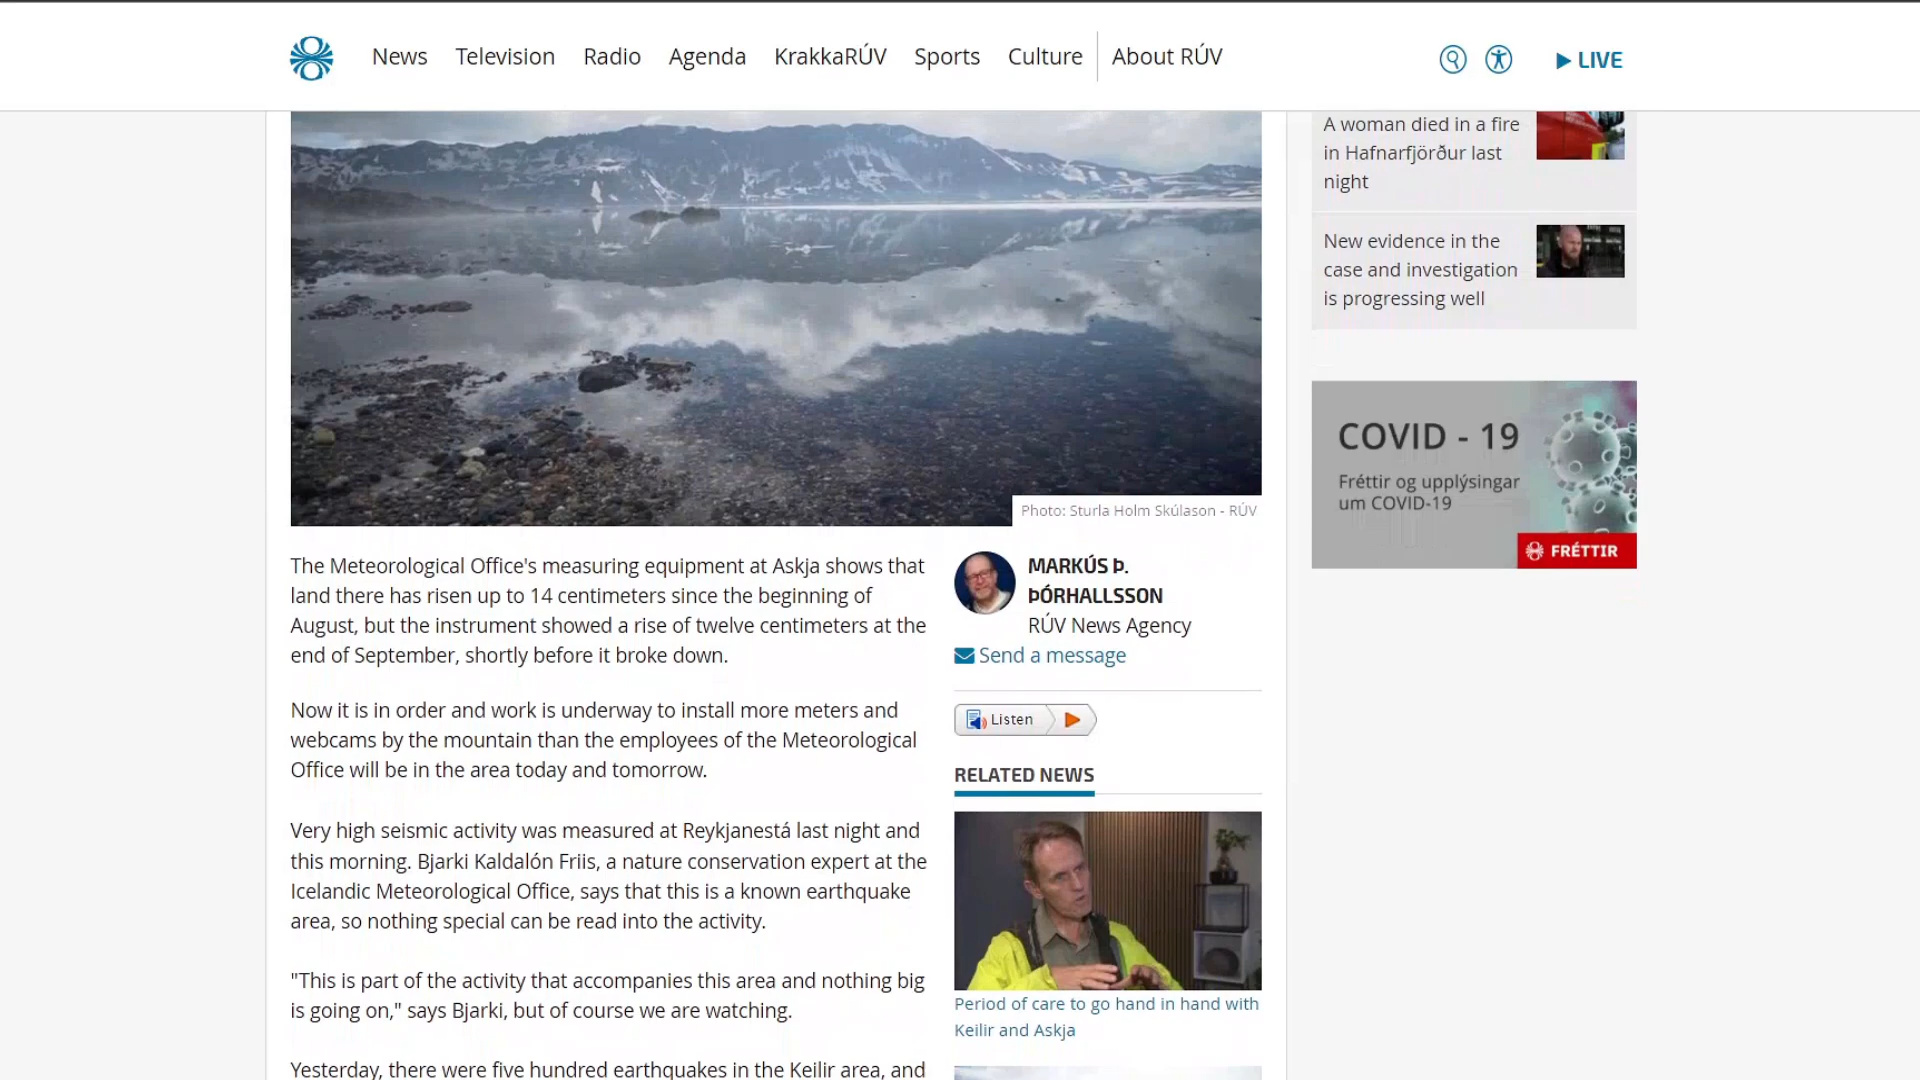 News Television Radio Agenda KrakkaRÚV Sports Culture About RÚV LIVE
A woman died in a fire
in Hafnarfjörður last
night
New evidence in the
case and investigation
is progressing well
COVID - 19
Fréttir og upplýsingar
um COVID-19
FRÉTTIR
Photo: Sturla Holm Skúlason - RÚV
The Meteorological Office's measuring equipment at Askja shows that
land there has risen up to 14 centimeters since the beginning of
August, but the instrument showed a rise of twelve centimeters at the
end of September, shortly before it broke down.
Now it is in order and work is underway to install more meters and
webcams by the mountain than the employees of the Meteorological
Office will be in the area today and tomorrow.
Very high seismic activity was measured at Reykjanestá last night and
this morning. Bjarki Kaldalón Friis, a nature conservation expert at the
Icelandic Meteorological Office, says that this is a known earthquake
area, so nothing special can be read into the activity.
"This is part of the activity that accompanies this area and nothing big
is going on," says Bjarki, but of course we are watching.
Yesterday, there were five hundred earthquakes in the Keilir area, and
MARKÚS Þ.
ÞÓRHALLSSON
RÚV News Agency
Send a message
Listen
RELATED NEWS
Period of care to go hand in hand with
Keilir and Askja